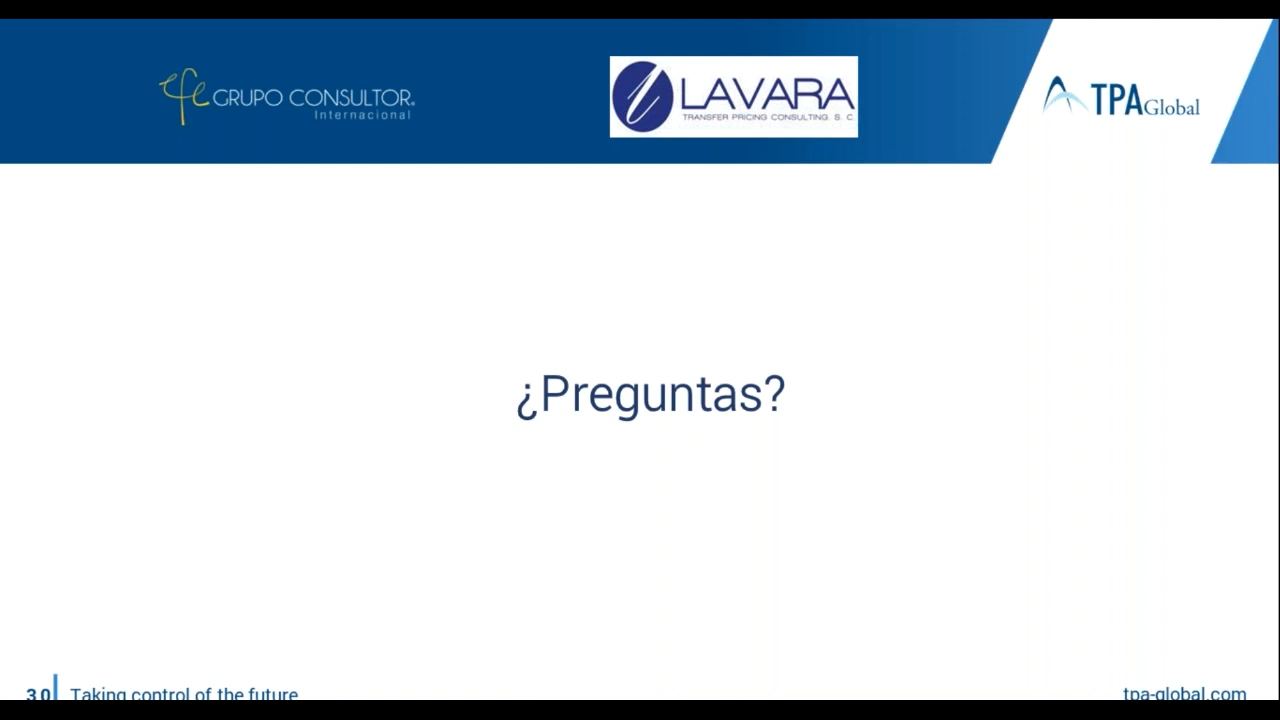 efe GRUPO CONSULTOR®
Internacional
LAVARA
TRANSFER PRICING CONSULTING. S. C.
TPA Global
¿Preguntas?
30 Taking control of the future
tpa-global.com